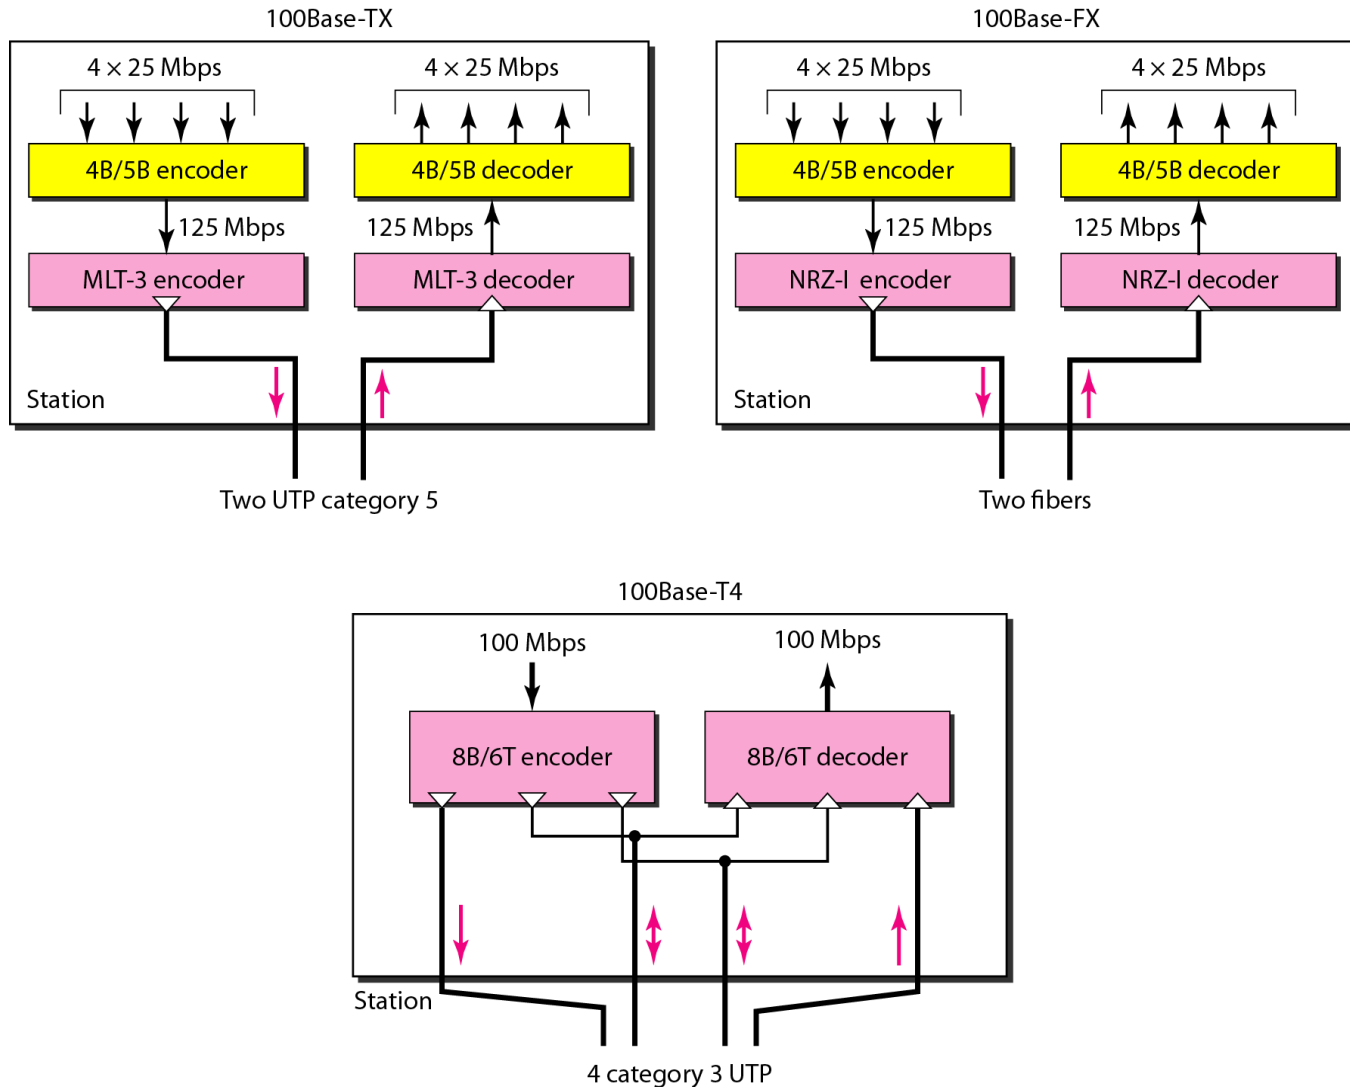 100Base-TX
4 × 25 Mbps
4 × 25 Mbps
4B/5B encoder
4B/5B decoder
125 Mbps
125 Mbps
MLT-3 encoder
MLT-3 decoder
Station
Two UTP category 5
100Base-FX
4 × 25 Mbps
4 × 25 Mbps
4B/5B encoder
4B/5B decoder
125 Mbps
125 Mbps
NRZ-I encoder
NRZ-I decoder
Station
Two fibers
100Base-T4
100 Mbps
100 Mbps
8B/6T encoder
8B/6T decoder
Station
4 category 3 UTP